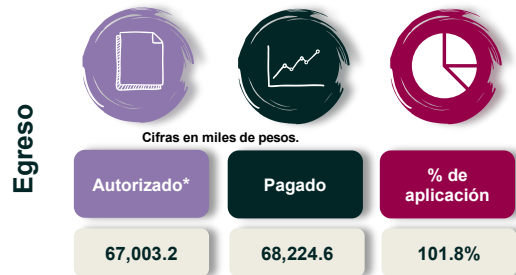 Egreso
Cifras en miles de pesos.
Autorizado*
Pagado
% de
aplicación
67,003.2
68,224.6
101.8%